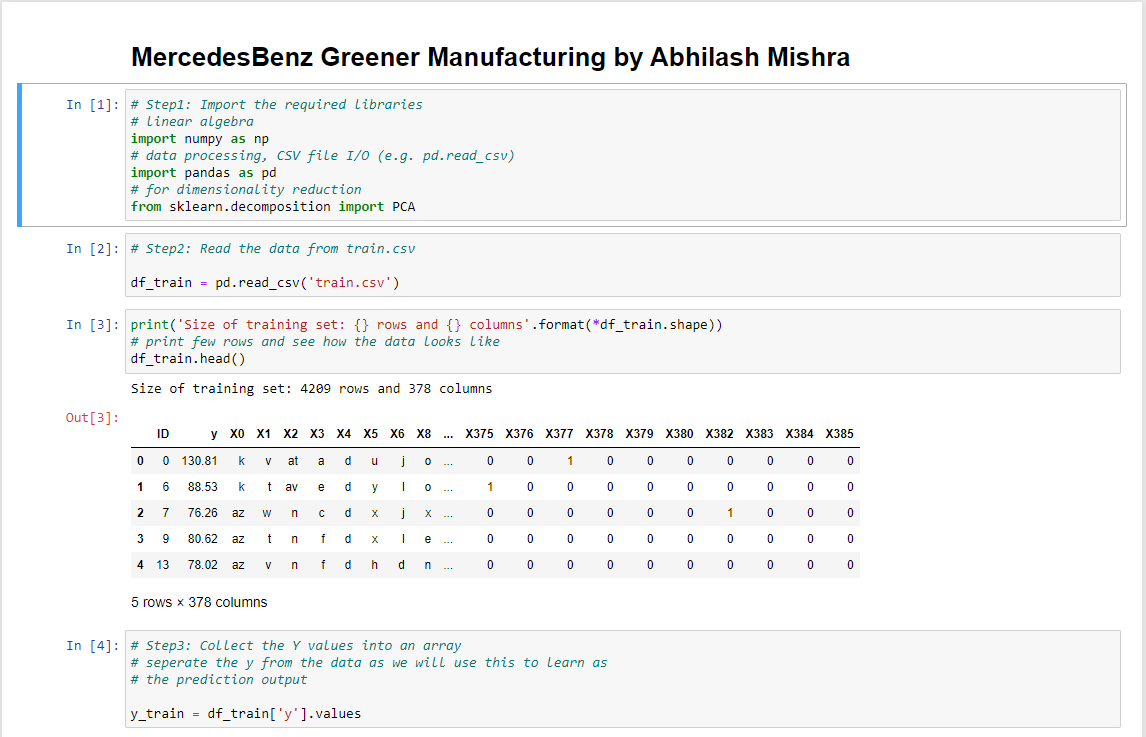 MercedesBenz Greener Manufacturing by Abhilash Mishra
In [1]: # Step1: Import the required libraries
# linear algebra
import numpy as np
# data processing, CSV file I/O (e.g. pd.read_csv)
import pandas as pd
# for dimensionality reduction
from sklearn.decomposition import PCA
In [2]: # Step2: Read the data from train.csv
df_train = pd.read_csv('train.csv')
In [3]: print('Size of training set: {} rows and {} columns'.format(*df_train.shape))
# print few rows and see how the data looks like
df_train.head()
Size of training set: 4209 rows and 378 columns
Out[3]:
ID y X0 X1 X2 X3 X4 X5 X6 X8 ... X375 X376 X377 X378 X379 X380 X382 X383 X384 X385
0 0 130.81 k v at a d u j o ... 0 0 1 0 0 0 0 0 0 0
1 6 88.53 k t av e d y l o ... 1 0 0 0 0 0 0 0 0 0
2 7 76.26 az w n c d x j x ... 0 0 0 0 0 0 1 0 0 0
3 9 80.62 az t n f d x l e ... 0 0 0 0 0 0 0 0 0 0
4 13 78.02 az v n f d h d n ... 0 0 0 0 0 0 0 0 0 0
5 rows × 378 columns
In [4]: # Step3: Collect the Y values into an array
# seperate the y from the data as we will use this to learn as
# the prediction output
y_train = df_train['y'].values